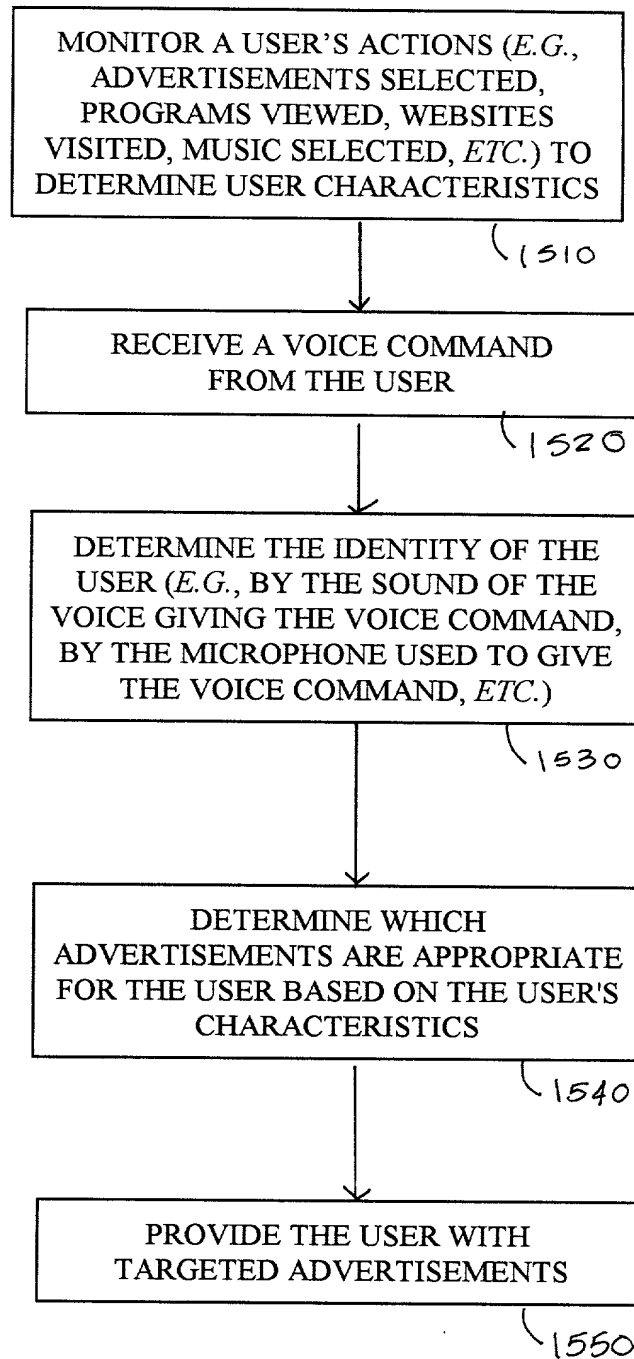 MONITOR A USER'S ACTIONS (E.G.,
ADVERTISEMENTS SELECTED,
PROGRAMS VIEWED, WEBSITES
VISITED, MUSIC SELECTED, ETC.) TO
DETERMINE USER CHARACTERISTICS
1510
RECEIVE A VOICE COMMAND
FROM THE USER
1520
DETERMINE THE IDENTITY OF THE
USER (E.G., BY THE SOUND OF THE
VOICE GIVING THE VOICE COMMAND,
BY THE MICROPHONE USED TO GIVE
THE VOICE COMMAND, ETC.)
1530
DETERMINE WHICH
ADVERTISEMENTS ARE APPROPRIATE
FOR THE USER BASED ON THE USER'S
CHARACTERISTICS
1540
PROVIDE THE USER WITH
TARGETED ADVERTISEMENTS
1550